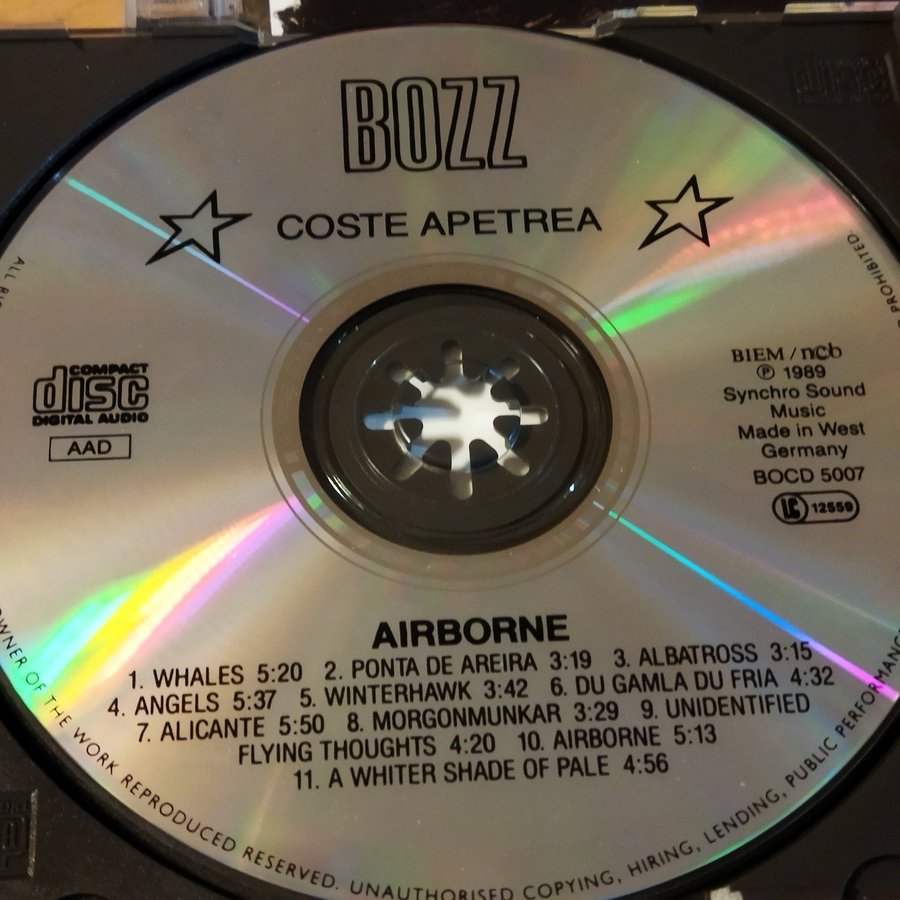 BOZZ
COSTE APETREA
COMPACT
disc
DIGITAL AUDIO
AAD
BIEM / ncb
℗ 1989
Synchro Sound
Music
Made in West
Germany
BOCD 5007
LC 12559
AIRBORNE
1. WHALES 5:20 2. PONTA DE AREIRA 3:19 3. ALBATROSS 3:15
4. ANGELS 5:37 5. WINTERHAWK 3:42 6. DU GAMLA DU FRIA 4:32
7. ALICANTE 5:50 8. MORGONMUNKAR 3:29 9. UNIDENTIFIED
FLYING THOUGHTS 4:20 10. AIRBORNE 5:13
11. A WHITER SHADE OF PALE 4:56
ALL
OWNER OF THE WORK REPRODUCED RESERVED. UNAUTHORISED COPYING, HIRING, LENDING, PUBLIC PERFORMANCE
PROHIBITED.